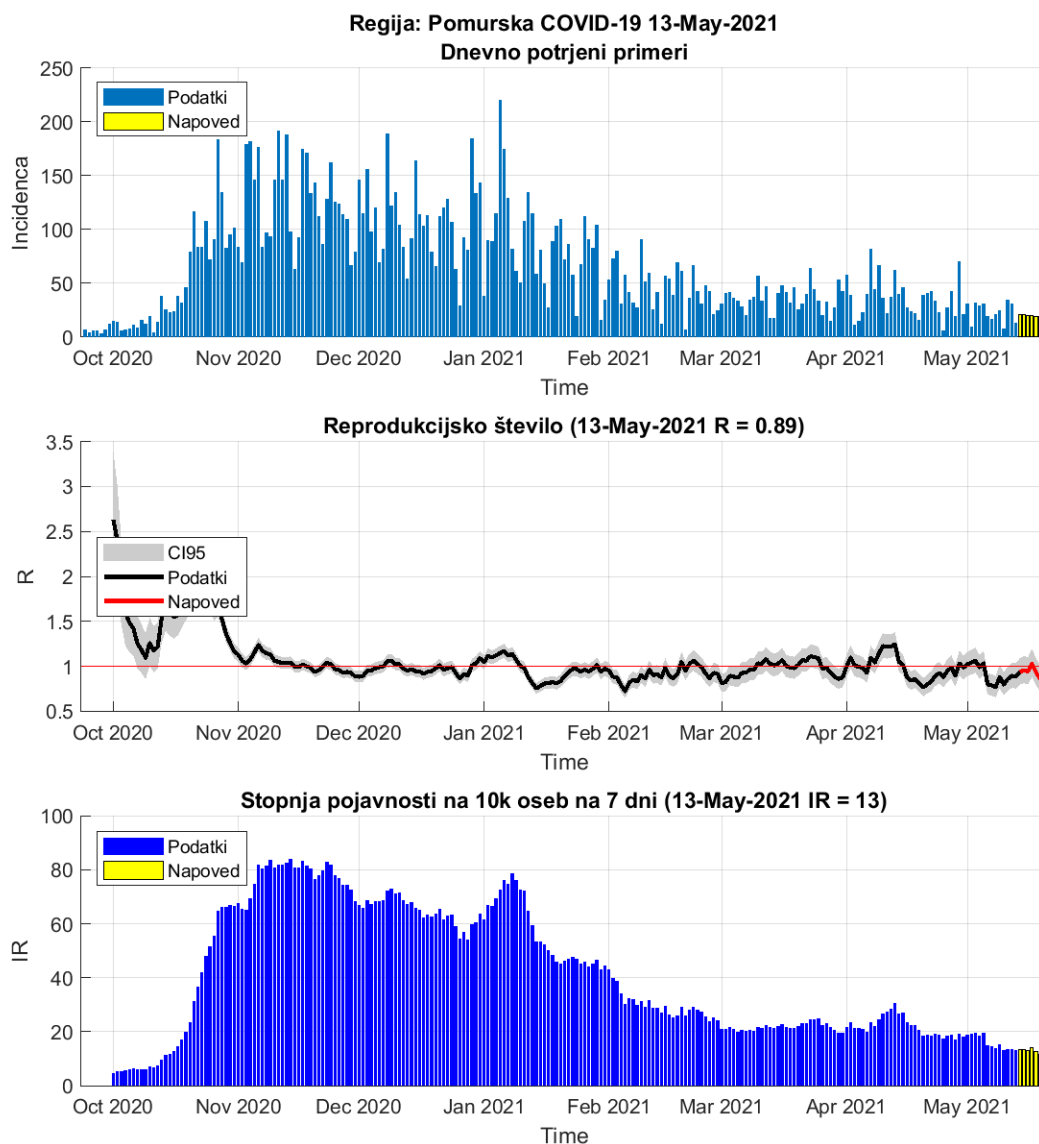 Regija: Pomurska COVID-19 13-May-2021
Dnevno potrjeni primeri
250
200
150
100
50
0
Incidenca
Podatki
Napoved
Oct 2020 Nov 2020 Dec 2020 Jan 2021 Feb 2021 Mar 2021 Apr 2021 May 2021
Time
Reprodukcijsko število (13-May-2021 R = 0.89)
3.5
3
2.5
2
1.5
1
0.5
R
CI95
Podatki
Napoved
Oct 2020 Nov 2020 Dec 2020 Jan 2021 Feb 2021 Mar 2021 Apr 2021 May 2021
Time
Stopnja pojavnosti na 10k oseb na 7 dni (13-May-2021 IR = 13)
100
80
60
40
20
0
IR
Podatki
Napoved
Oct 2020 Nov 2020 Dec 2020 Jan 2021 Feb 2021 Mar 2021 Apr 2021 May 2021
Time